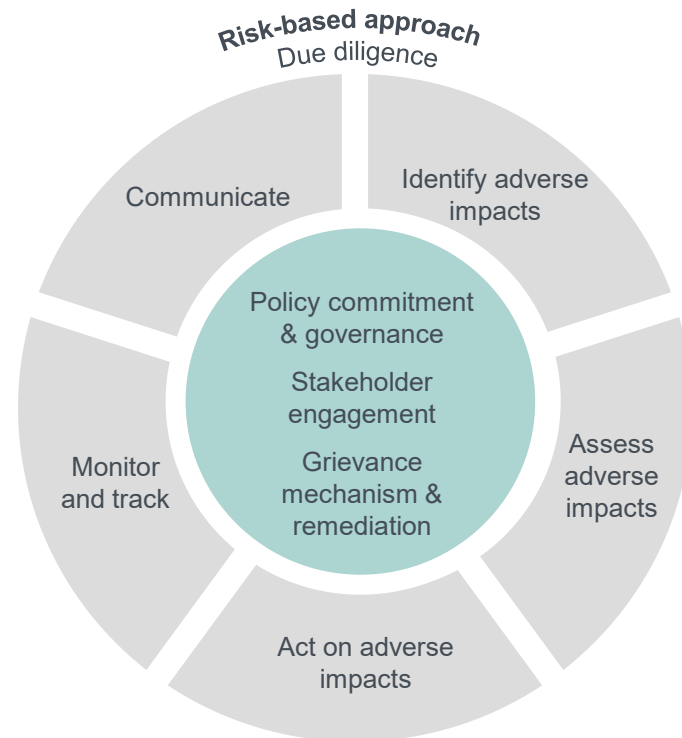 Risk-based approach
Due diligence
Communicate
Identify adverse
impacts
Policy commitment
& governance
Stakeholder
engagement
Grievance
mechanism &
remediation
Assess
adverse
impacts
Monitor
and track
Act on adverse
impacts